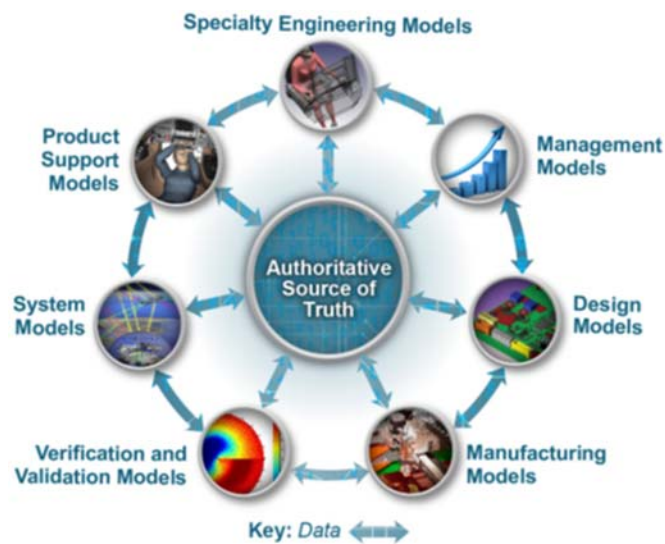 Specialty Engineering Models
Product
Support
Models
Management
Models
Authoritative
Source of
Truth
System
Models
Design
Models
Verification and
Validation Models
Manufacturing
Models
Key: Data